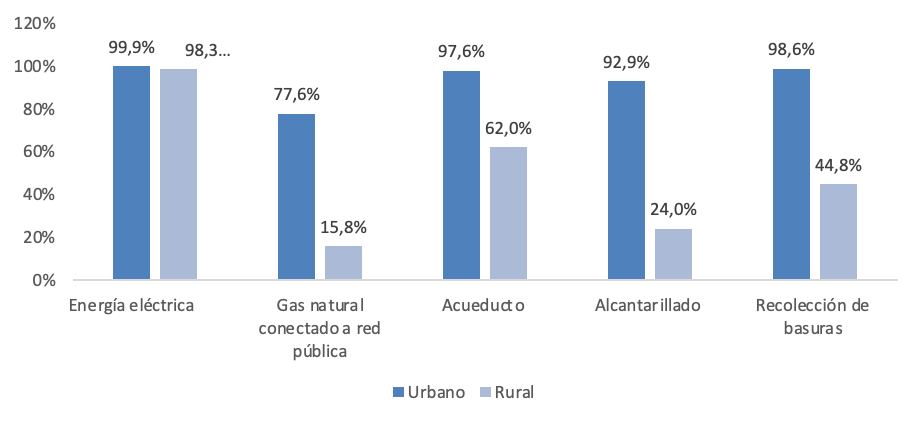 120%
100%
80%
60%
40%
20%
0%
99,9%
98,3...
77,6%
15,8%
97,6%
62,0%
92,9%
24,0%
98,6%
44,8%
Energía eléctrica
Gas natural
conectado a red
pública
Acueducto
Alcantarillado
Recolección de
basuras
Urbano
Rural